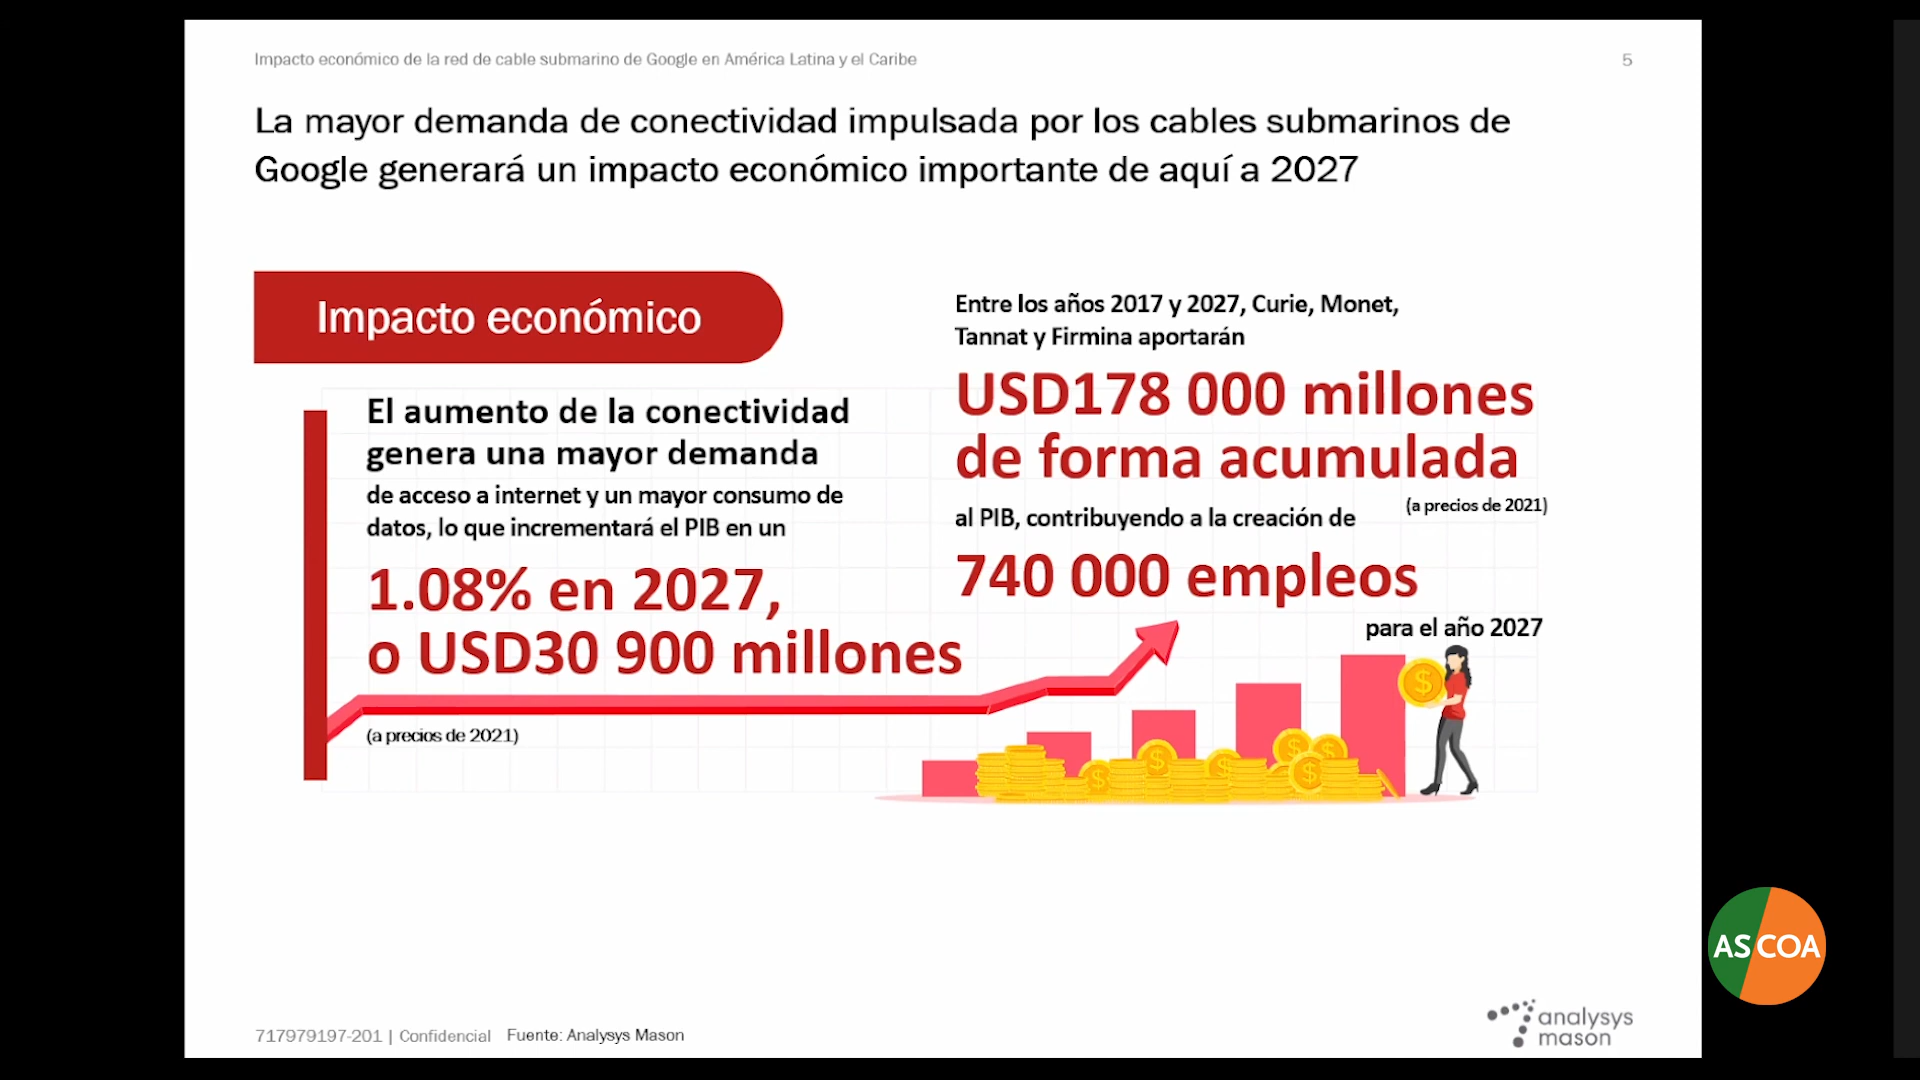 Impacto económico de la red de cable submarino de Google en América Latina y el Caribe
5
La mayor demanda de conectividad impulsada por los cables submarinos de
Google generará un impacto económico importante de aquí a 2027
Impacto económico
El aumento de la conectividad
genera una mayor demanda
de acceso a internet y un mayor consumo de
datos, lo que incrementará el PIB en un
1.08% en 2027,
o USD30 900 millones
(a precios de 2021)
Entre los años 2017 y 2027, Curie, Monet,
Tannat y Firmina aportarán
USD178 000 millones
de forma acumulada
(a precios de 2021)
al PIB, contribuyendo a la creación de
740 000 empleos
para el año 2027
$ $ $ $ $ $ $
AS COA
717979197-201 | Confidencial Fuente: Analysys Mason
analysys
mason